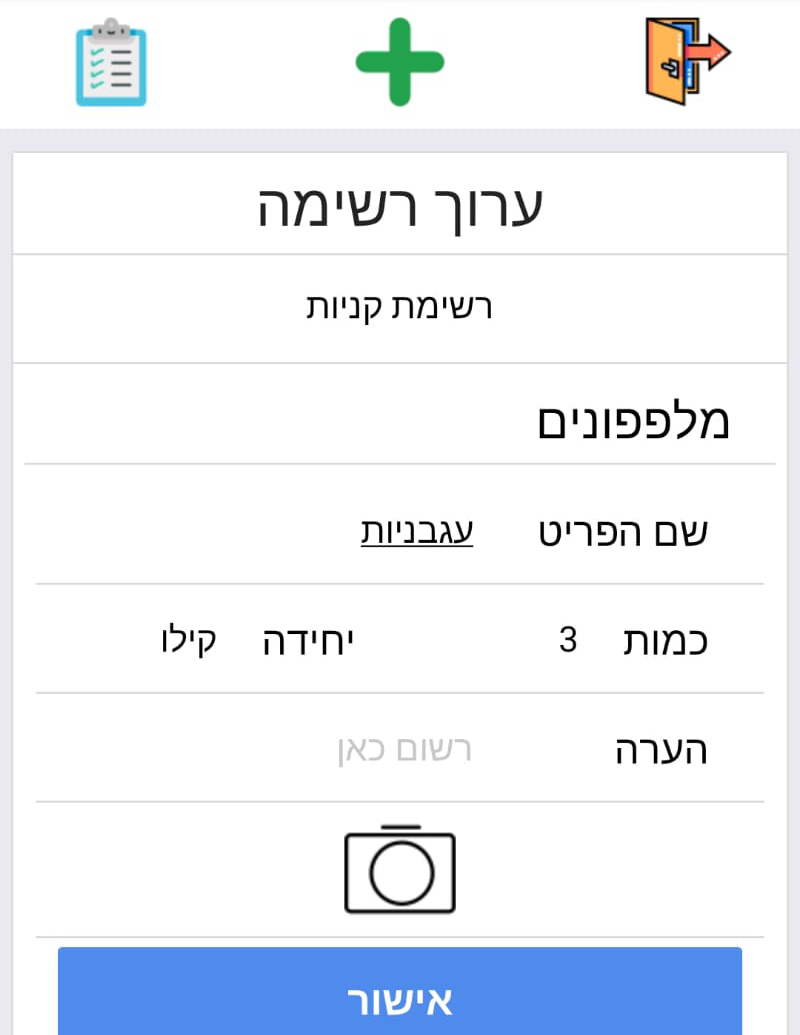 ערוך רשימה
רשימת קניות
מלפפונים
שם הפריט עגבניות
כמות 3 יחידה קילו
הערה רשום כאן
אישור